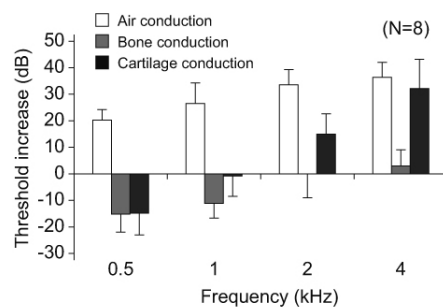 Air conduction
Bone conduction
Cartilage conduction
(N=8)
Threshold increase (dB)
50
40
30
20
10
0
-10
-20
-30
0.5 1 2 4
Frequency (kHz)